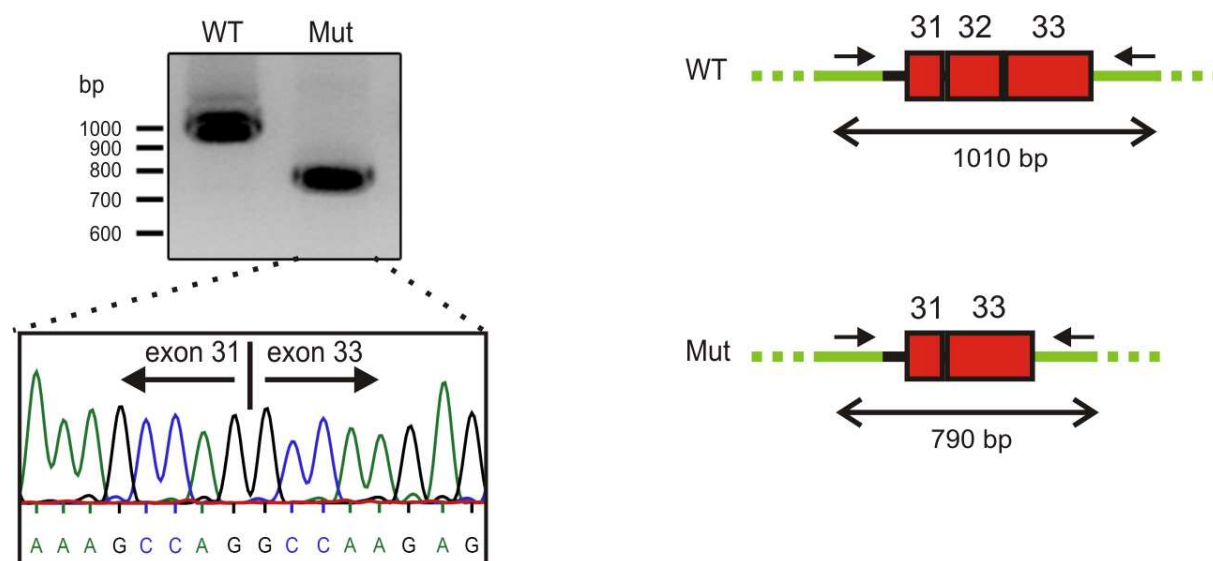 WT Mut
bp
1000
900
800
700
600
exon 31 exon 33
A A A G C C A G G C C A A G A G
31 32 33
WT
1010 bp
31 33
Mut
790 bp